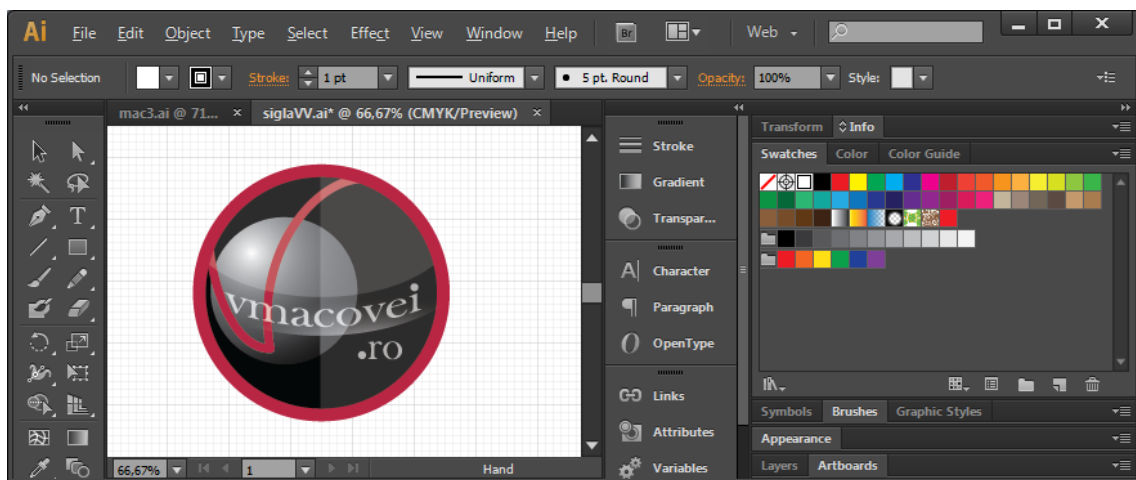 Ai File Edit Object Type Select Effect View Window Help Br Web
No Selection Stroke: 1 pt Uniform 5 pt. Round Opacity: 100% Style:
mac3.ai @ 71... × siglaVV.ai* @ 66,67% (CMYK/Preview) ×
vmacovei
.ro
66,67% 1 Hand
Stroke
Gradient
Transpar...
Character
Paragraph
OpenType
Links
Attributes
Variables
Transform Info
Swatches Color Color Guide
Symbols Brushes Graphic Styles
Appearance
Layers Artboards